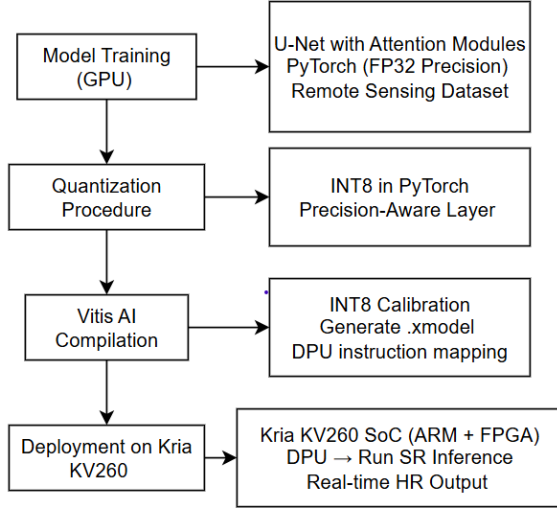 Model Training
(GPU)
U-Net with Attention Modules
PyTorch (FP32 Precision)
Remote Sensing Dataset
Quantization
Procedure
INT8 in PyTorch
Precision-Aware Layer
Vitis AI
Compilation
INT8 Calibration
Generate .xmodel
DPU instruction mapping
Deployment on Kria
KV260
Kria KV260 SoC (ARM + FPGA)
DPU → Run SR Inference
Real-time HR Output